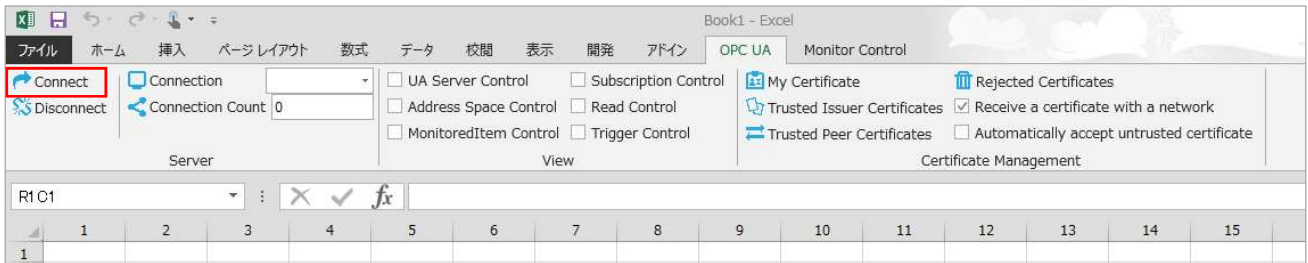 Book1 - Excel
ファイル ホーム 挿入 ページ レイアウト 数式 データ 校閲 表示 開発 アドイン OPC UA Monitor Control
Connect Connection UA Server Control Subscription Control My Certificate Rejected Certificates
Disconnect Connection Count 0 Address Space Control Read Control Trusted Issuer Certificates Receive a certificate with a network
MonitoredItem Control Trigger Control Trusted Peer Certificates Automatically accept untrusted certificate
Server View Certificate Management
R1C1 fx
1 2 3 4 5 6 7 8 9 10 11 12 13 14 15
1